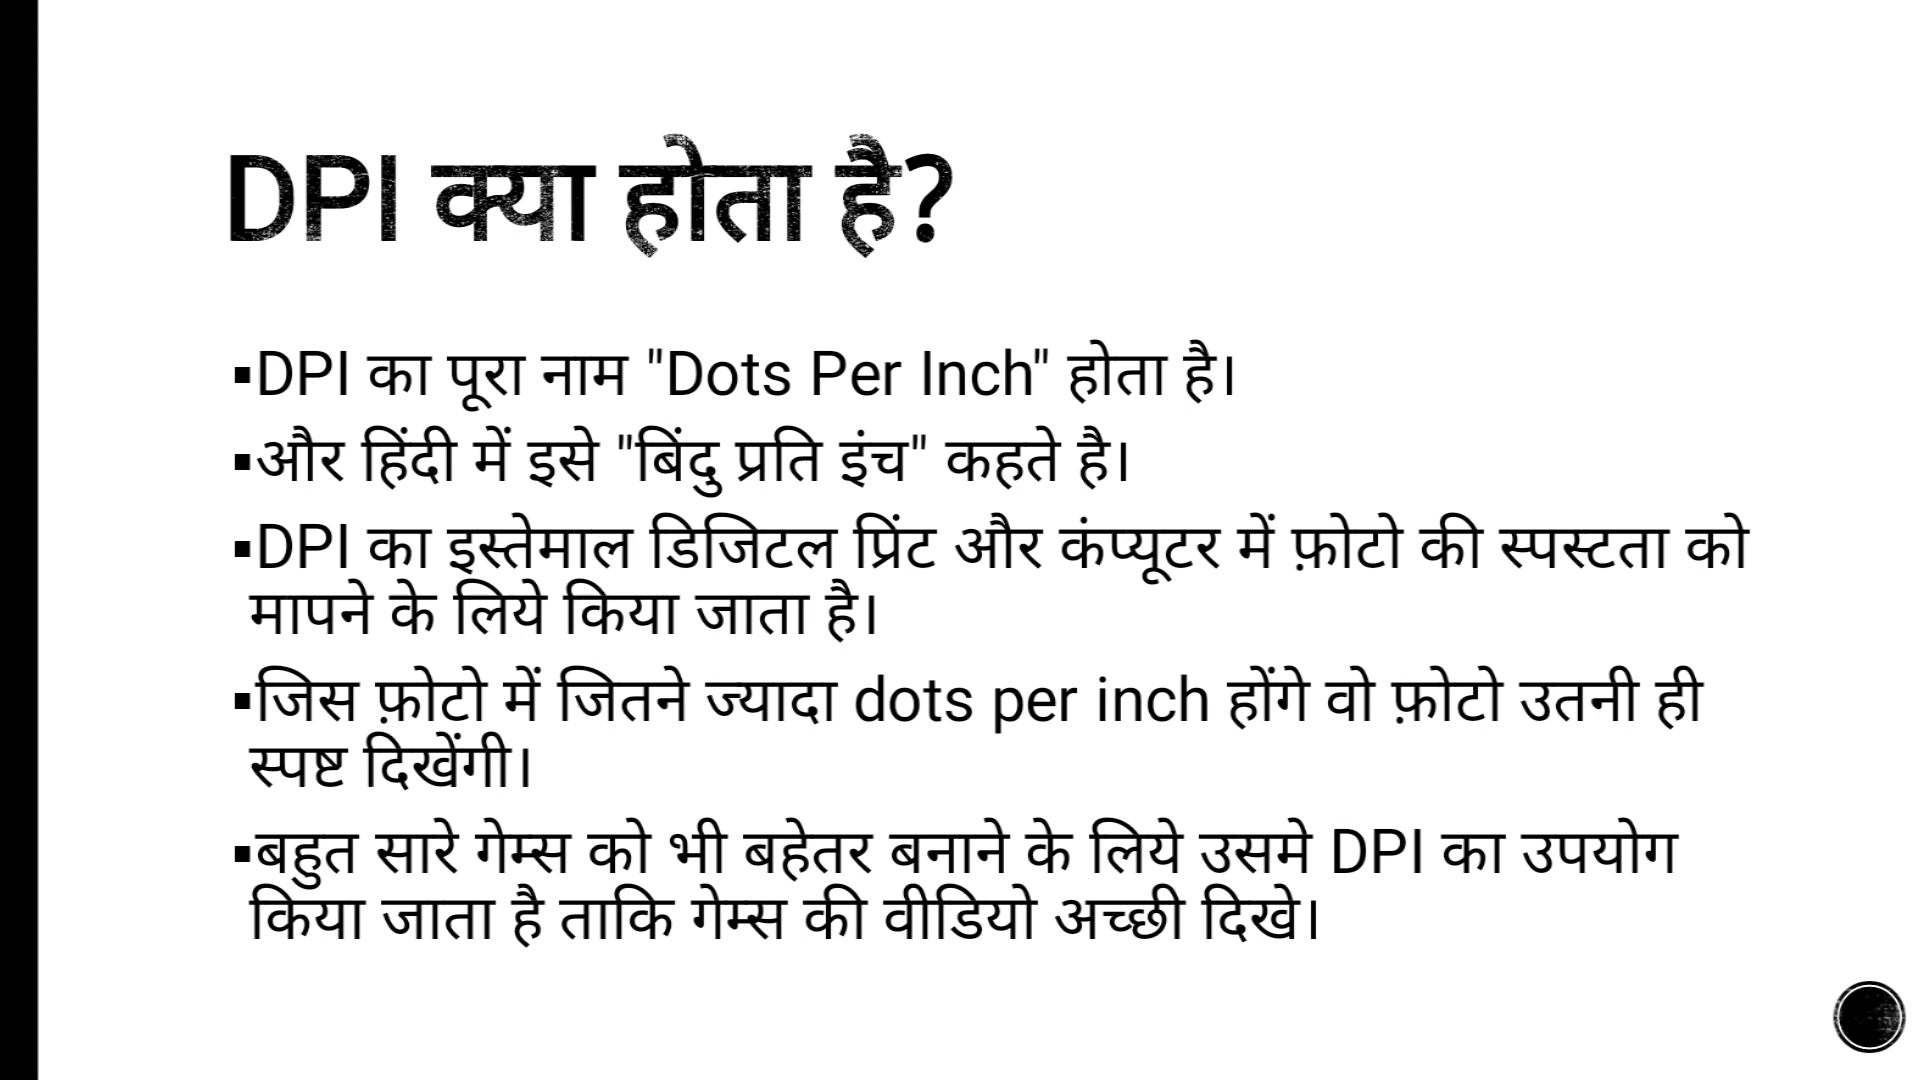 DPI क्या होता है?
▪DPI का पूरा नाम "Dots Per Inch" होता है।
▪और हिंदी में इसे "बिंदु प्रति इंच" कहते है।
▪DPI का इस्तेमाल डिजिटल प्रिंट और कंप्यूटर में फ़ोटो की स्पस्टता को
मापने के लिये किया जाता है।
▪जिस फ़ोटो में जितने ज्यादा dots per inch होंगे वो फ़ोटो उतनी ही
स्पष्ट दिखेंगी।
▪बहुत सारे गेम्स को भी बहेतर बनाने के लिये उसमे DPI का उपयोग
किया जाता है ताकि गेम्स की वीडियो अच्छी दिखे।